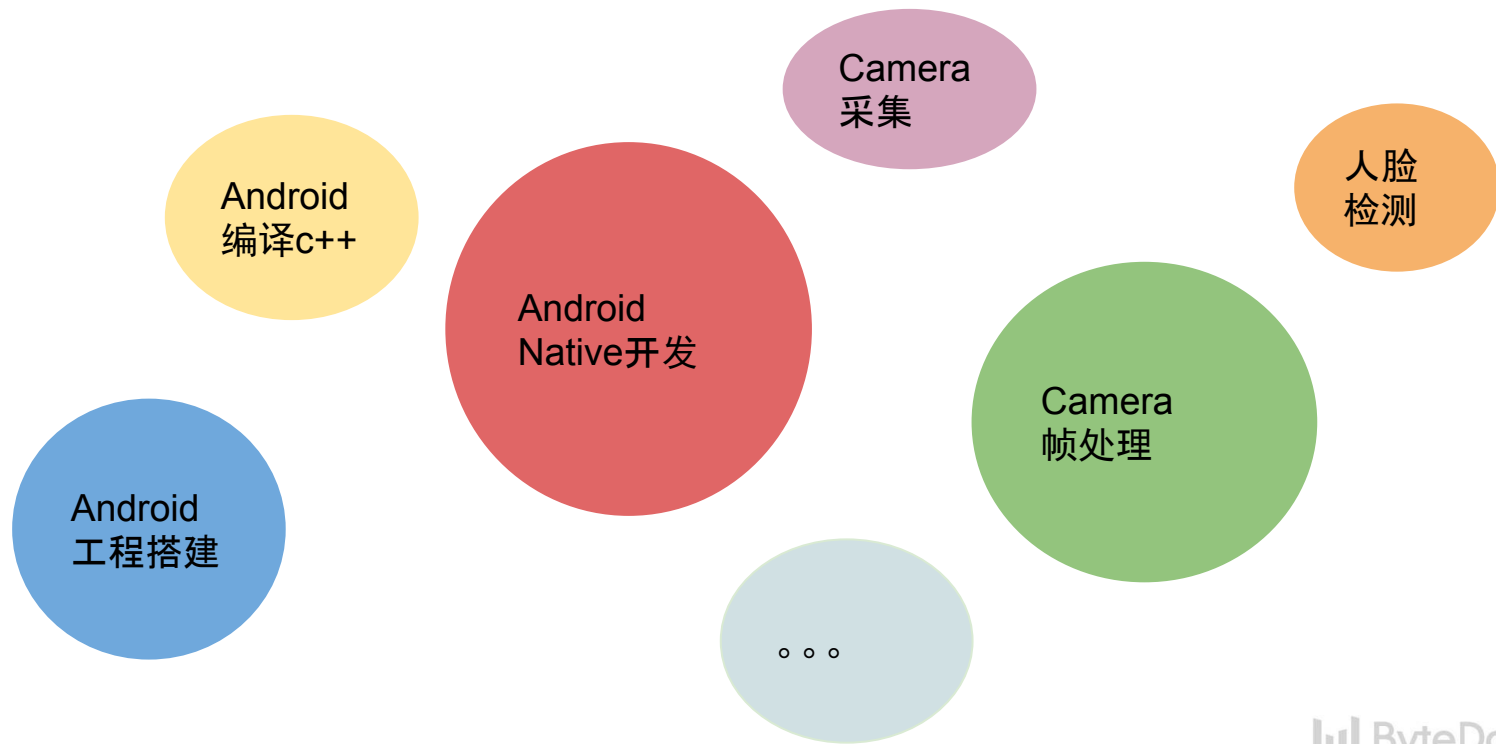 Camera
采集
人脸
检测
Android
编译c++
Android
Native开发
Camera
帧处理
Android
工程搭建
。。。